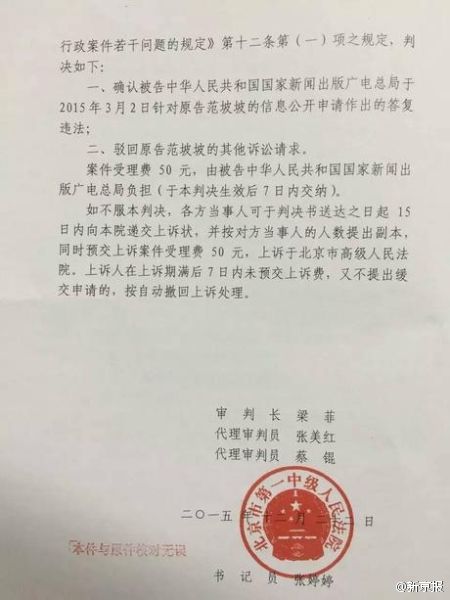 行政案件若干问题的规定》第十二条第（一）项之规定，判
决如下：
一、确认被告中华人民共和国国家新闻出版广电总局于
2015年3月2日针对原告范坡坡的信息公开申请作出的答复
违法；
二、驳回原告范坡坡的其他诉讼请求。
案件受理费 50 元，由被告中华人民共和国国家新闻出
版广电总局负担（于本判决生效后7日内交纳）。
如不服本判决，各方当事人可于判决书送达之日起 15
日内向本院递交上诉状，并按对方当事人的人数提出副本，
同时预交上诉案件受理费 50 元，上诉于北京市高级人民法
院。上诉人在上诉期满后7日内未预交上诉费，又不提出缓
交申请的，按自动撤回上诉处理。
审 判 长 梁 菲
代理审判员 张美红
代理审判员 蔡 锟
二〇一五年十二月二十二日
北京市第一中级人民法院
本件与原件核对无误
书 记 员 张婷婷
@新京报